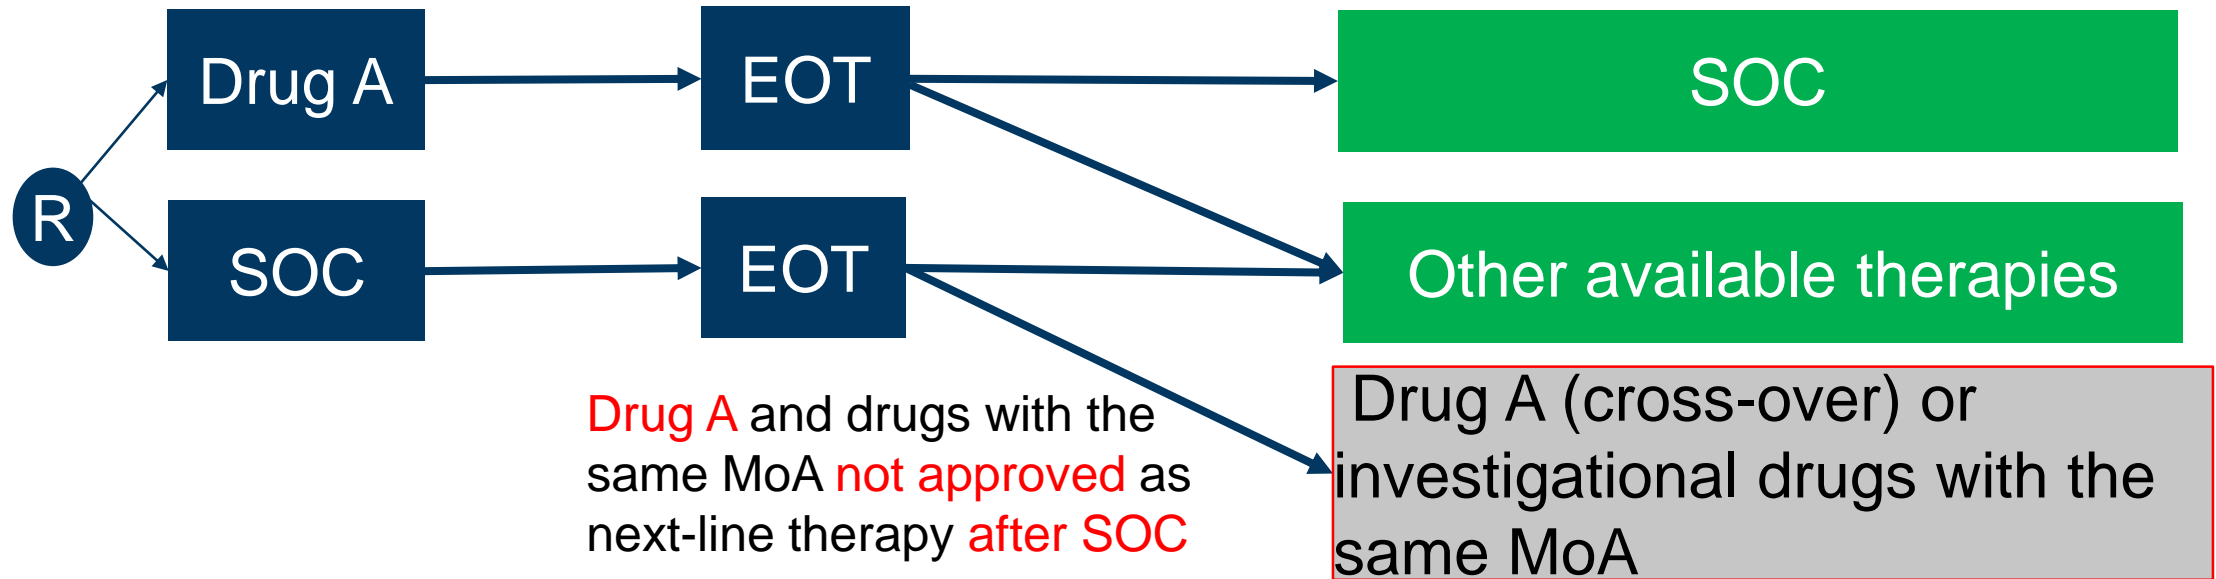 Drug A
EOT
SOC
R
SOC
EOT
Other available therapies
Drug A and drugs with the
same MoA not approved as
next-line therapy after SOC
Drug A (cross-over) or
investigational drugs with the
same MoA